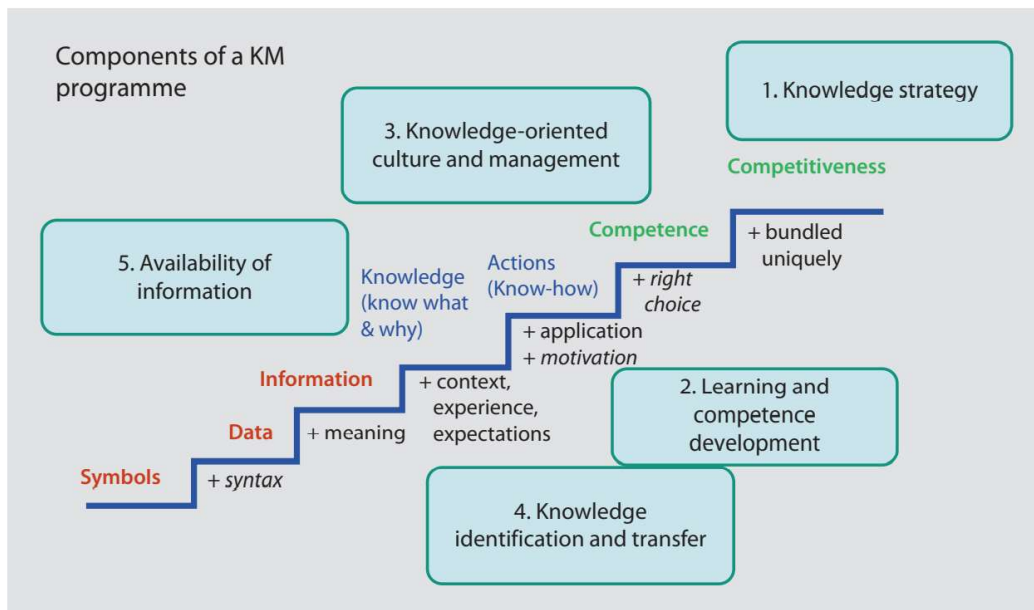 Components of a KM
programme
1. Knowledge strategy
3. Knowledge-oriented
culture and management
Competitiveness
5. Availability of
information
Competence
+ bundled
uniquely
Knowledge
(know what
& why)
Actions
(Know-how)
+ right
choice
+ application
+ motivation
Information
+ context,
experience,
expectations
2. Learning and
competence
development
Data
+ meaning
Symbols
+ syntax
4. Knowledge
identification and transfer